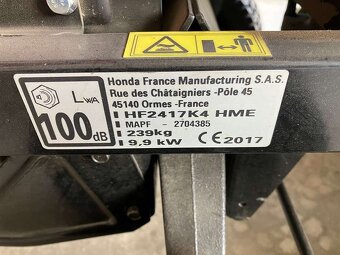 Honda France Manufacturing S.A.S.
Rue des Châtaigniers -Pôle 45
45140 Ormes -France
LWA
100dB
HF2417K4 HME
MAPF - 2704385
239kg
9,9 kW
CE 2017